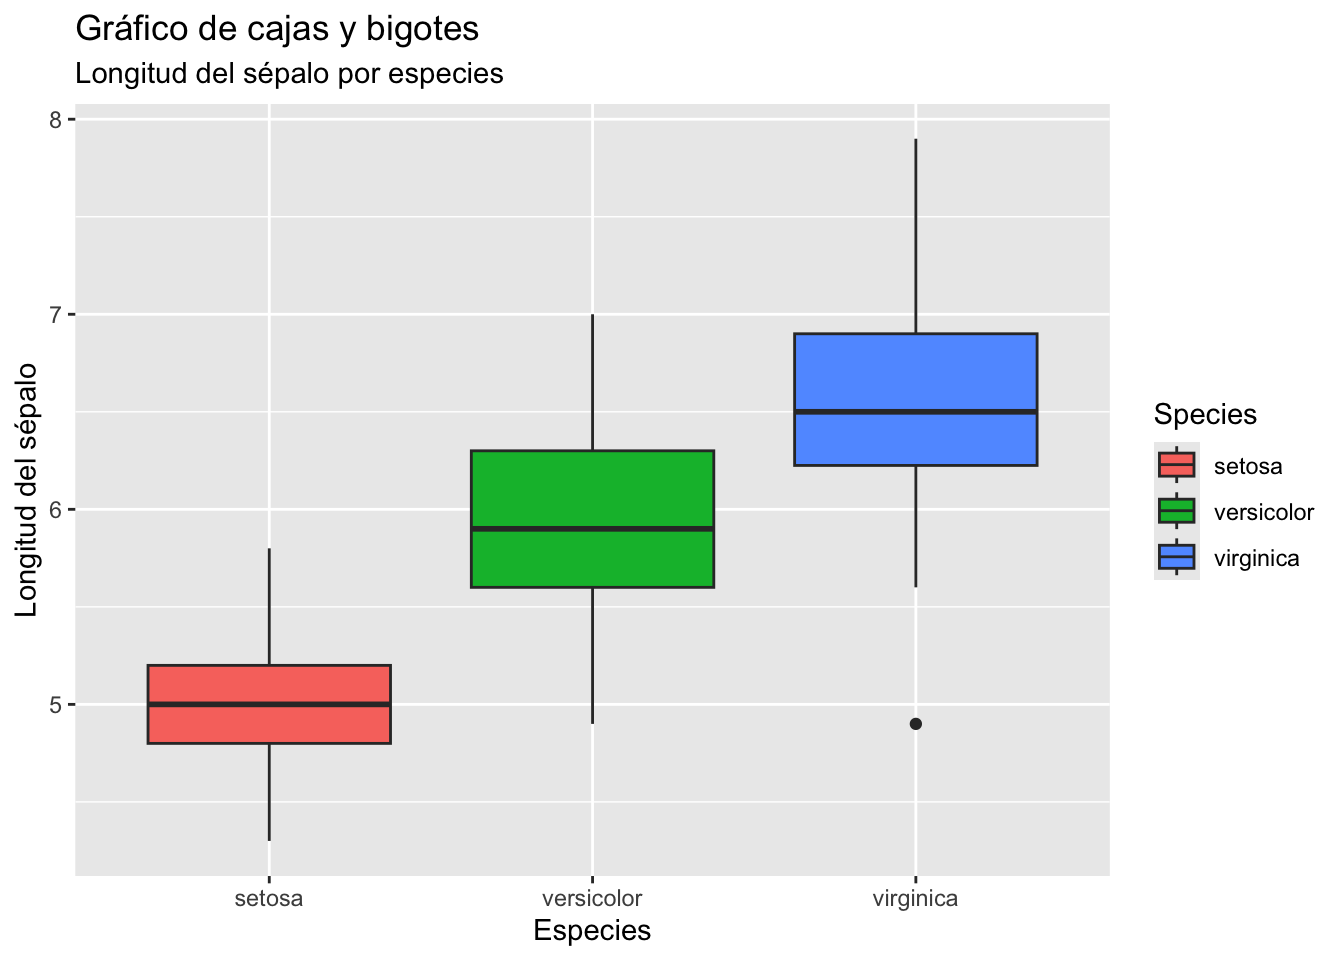 Gráfico de cajas y bigotes
Longitud del sépalo por especies
8
7
6
5
Longitud del sépalo
setosa
versicolor
virginica
Especies
Species
setosa
versicolor
virginica